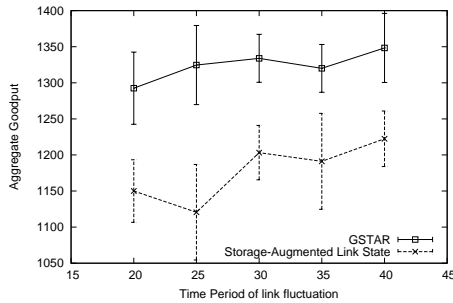 1400
1350
1300
1250
1200
1150
1100
1050
Aggregate Goodput
GSTAR
Storage-Augmented Link State
15 20 25 30 35 40 45
Time Period of link fluctuation